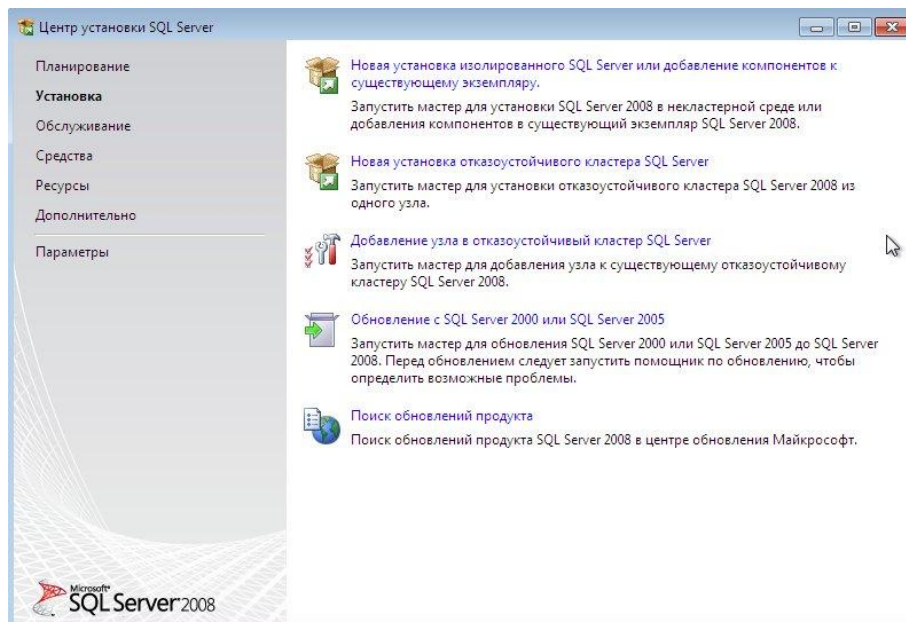 Центр установки SQL Server
Планирование
Установка
Обслуживание
Средства
Ресурсы
Дополнительно
Параметры
Новая установка изолированного SQL Server или добавление компонентов к
существующему экземпляру.
Запустить мастер для установки SQL Server 2008 в некластерной среде или
добавления компонентов в существующий экземпляр SQL Server 2008.
Новая установка отказоустойчивого кластера SQL Server
Запустить мастер для установки отказоустойчивого кластера SQL Server 2008 из
одного узла.
Добавление узла в отказоустойчивый кластер SQL Server
Запустить мастер для добавления узла к существующему отказоустойчивому
кластеру SQL Server 2008.
Обновление с SQL Server 2000 или SQL Server 2005
Запустить мастер для обновления SQL Server 2000 или SQL Server 2005 до SQL Server
2008. Перед обновлением следует запустить помощник по обновлению, чтобы
определить возможные проблемы.
Поиск обновлений продукта
Поиск обновлений продукта SQL Server 2008 в центре обновления Майкрософт.
Microsoft
SQL Server 2008